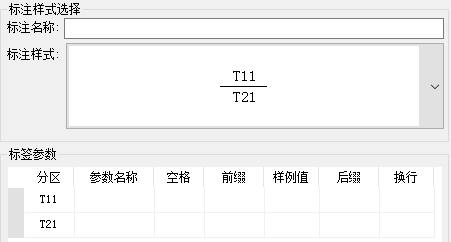 标注样式选择
标注名称:
标注样式:
T11
T21
标签参数
分区 参数名称 空格 前缀 样例值 后缀 换行
T11
T21